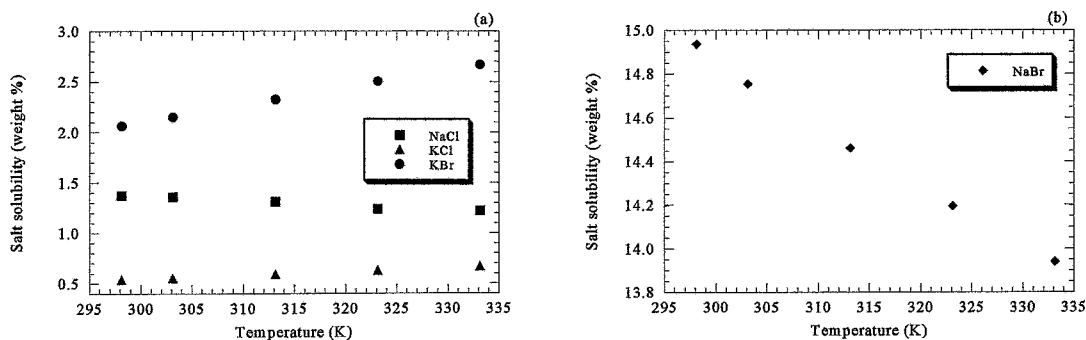 (a)
3.0
2.5
2.0
1.5
1.0
0.5
Salt solubility (weight %)
NaCl
KCl
KBr
295 300 305 310 315 320 325 330 335
Temperature (K)
(b)
15.0
14.8
14.6
14.4
14.2
14.0
13.8
Salt solubility (weight %)
NaBr
295 300 305 310 315 320 325 330 335
Temperature (K)